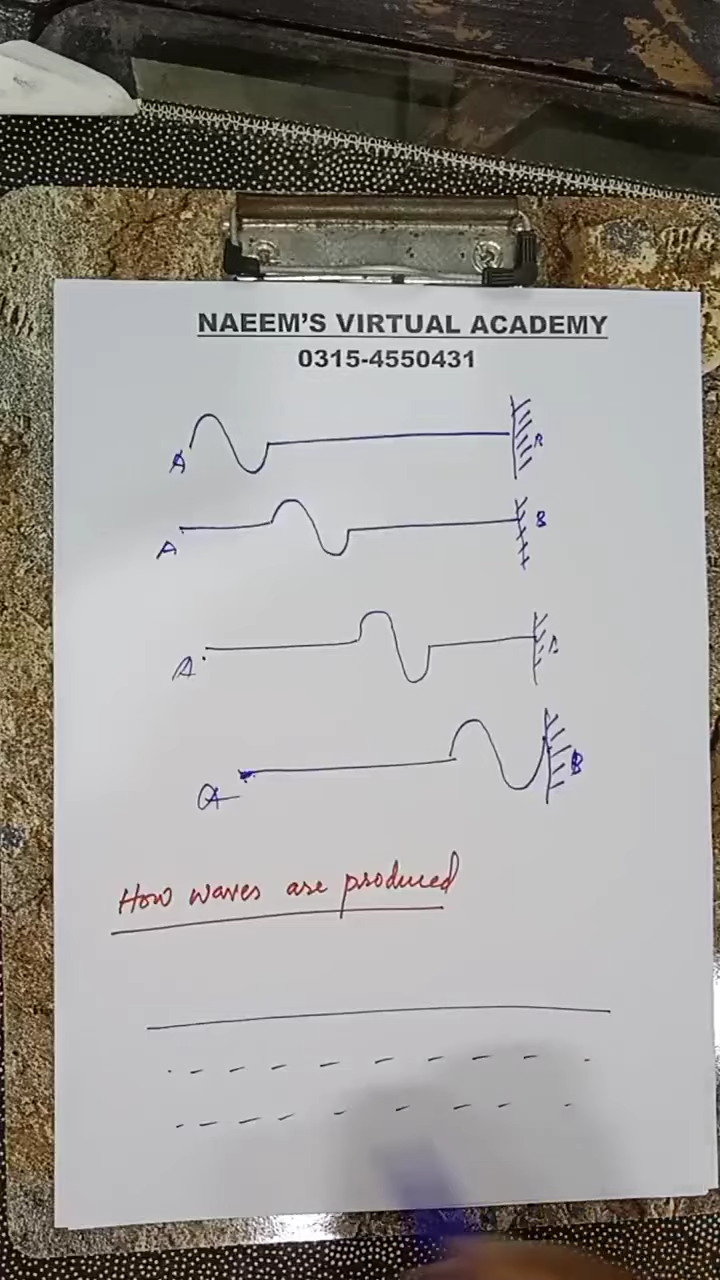 NAEEM'S VIRTUAL ACADEMY
0315-4550431
A
A B
A
A B
How waves are produced